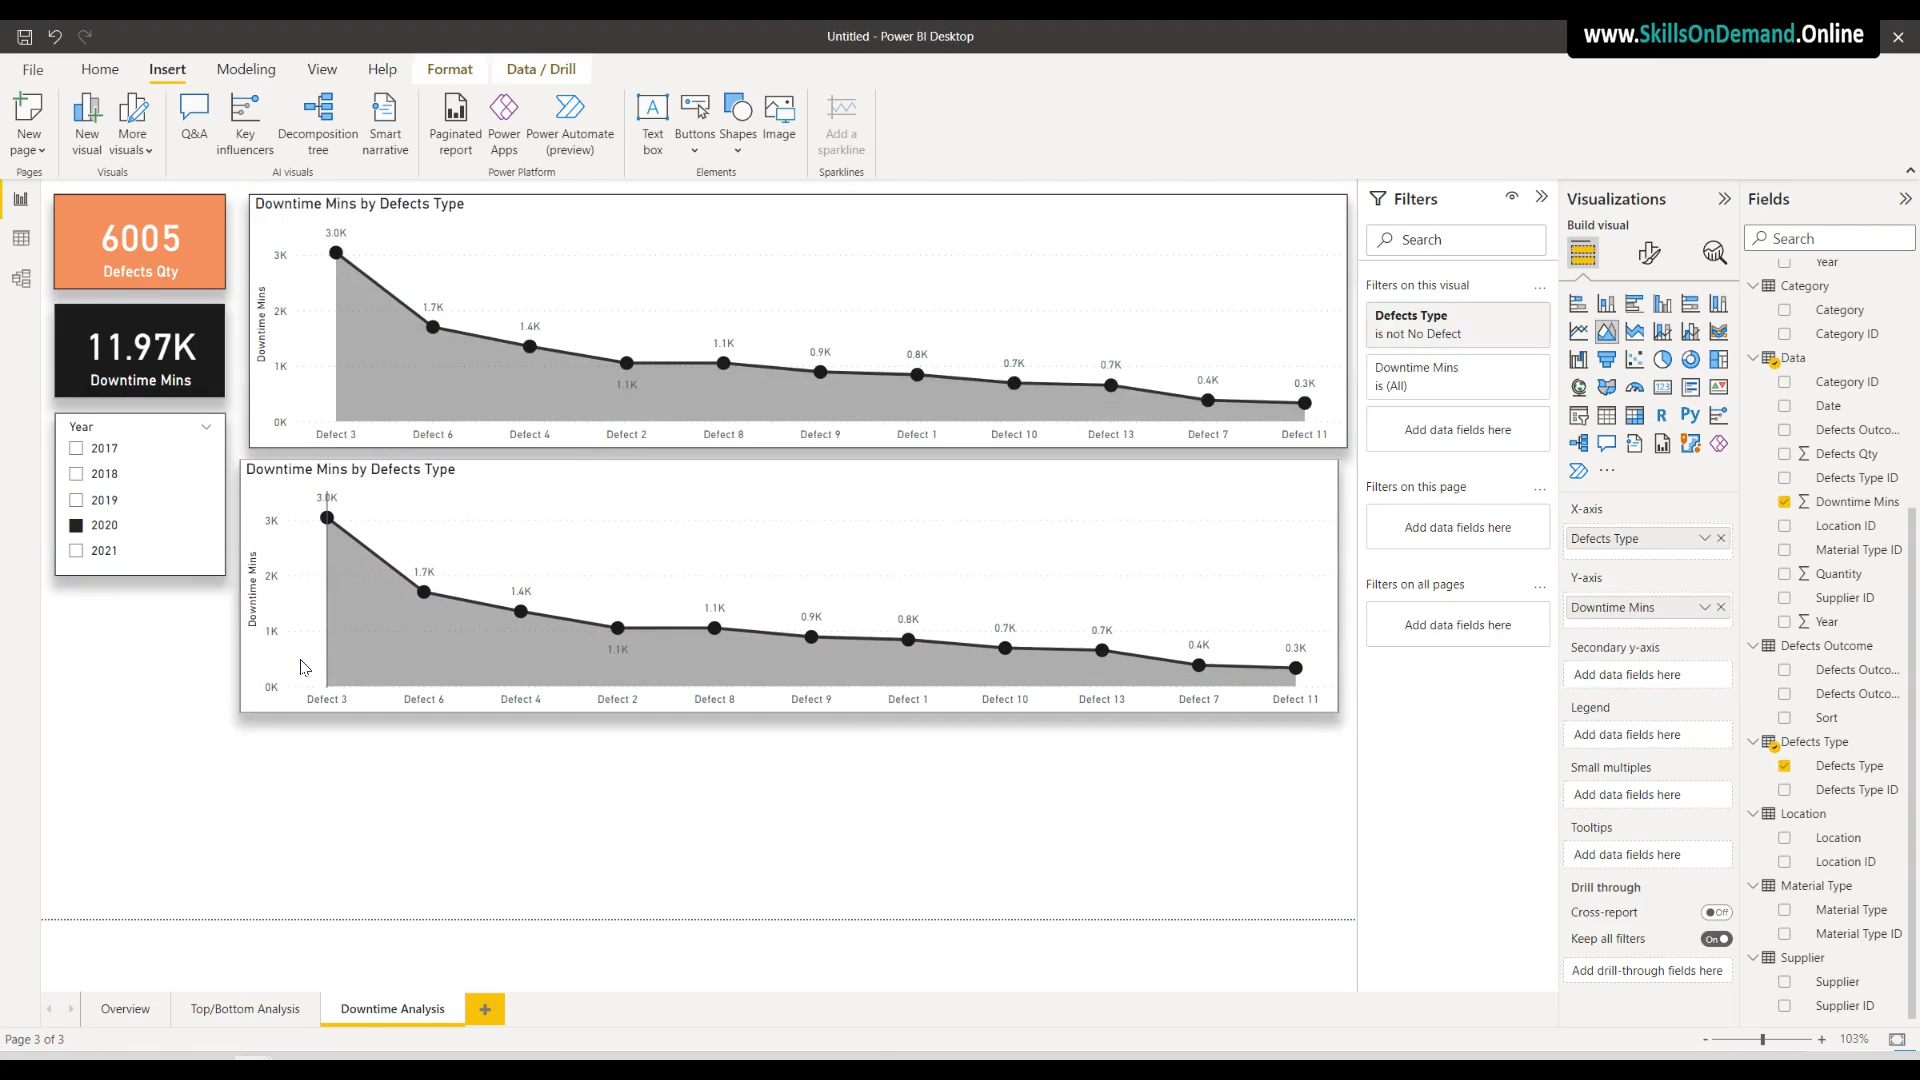 Untitled - Power BI Desktop
www.SkillsOnDemand.Online
File
Home
Insert
Modeling
View
Help
Format
Data / Drill
New page
New visual
More visuals
Q&A
Key influencers
Decomposition tree
Smart narrative
Paginated report
Power Apps
Power Automate (preview)
Text box
Buttons
Shapes
Image
Add a sparkline
Pages
Visuals
AI visuals
Power Platform
Elements
Sparklines
6005
Defects Qty
11.97K
Downtime Mins
Year
2017
2018
2019
2020
2021
Downtime Mins by Defects Type
Downtime Mins
3K
2K
1K
0K
3.0K
1.7K
1.4K
1.1K
1.1K
0.9K
0.8K
0.7K
0.7K
0.4K
0.3K
Defect 3
Defect 6
Defect 4
Defect 2
Defect 8
Defect 9
Defect 1
Defect 10
Defect 13
Defect 7
Defect 11
Downtime Mins by Defects Type
Downtime Mins
3K
2K
1K
0K
3.0K
1.7K
1.4K
1.1K
1.1K
0.9K
0.8K
0.7K
0.7K
0.4K
0.3K
Defect 3
Defect 6
Defect 4
Defect 2
Defect 8
Defect 9
Defect 1
Defect 10
Defect 13
Defect 7
Defect 11
Filters
Search
Filters on this visual
...
Defects Type
is not No Defect
Downtime Mins
is (All)
Add data fields here
Filters on this page
...
Add data fields here
Filters on all pages
...
Add data fields here
Visualizations
Build visual
123
R
Py
...
X-axis
Defects Type
Y-axis
Downtime Mins
Secondary y-axis
Add data fields here
Legend
Add data fields here
Small multiples
Add data fields here
Tooltips
Add data fields here
Drill through
Cross-report
Off
Keep all filters
On
Add drill-through fields here
Fields
Search
Year
Category
Category
Category ID
Data
Category ID
Date
Defects Outco...
Σ Defects Qty
Defects Type ID
Σ Downtime Mins
Location ID
Material Type ID
Σ Quantity
Supplier ID
Σ Year
Defects Outcome
Defects Outco...
Defects Outco...
Sort
Defects Type
Defects Type
Defects Type ID
Location
Location
Location ID
Material Type
Material Type
Material Type ID
Supplier
Supplier
Supplier ID
Overview
Top/Bottom Analysis
Downtime Analysis
+
Page 3 of 3
- + 103%